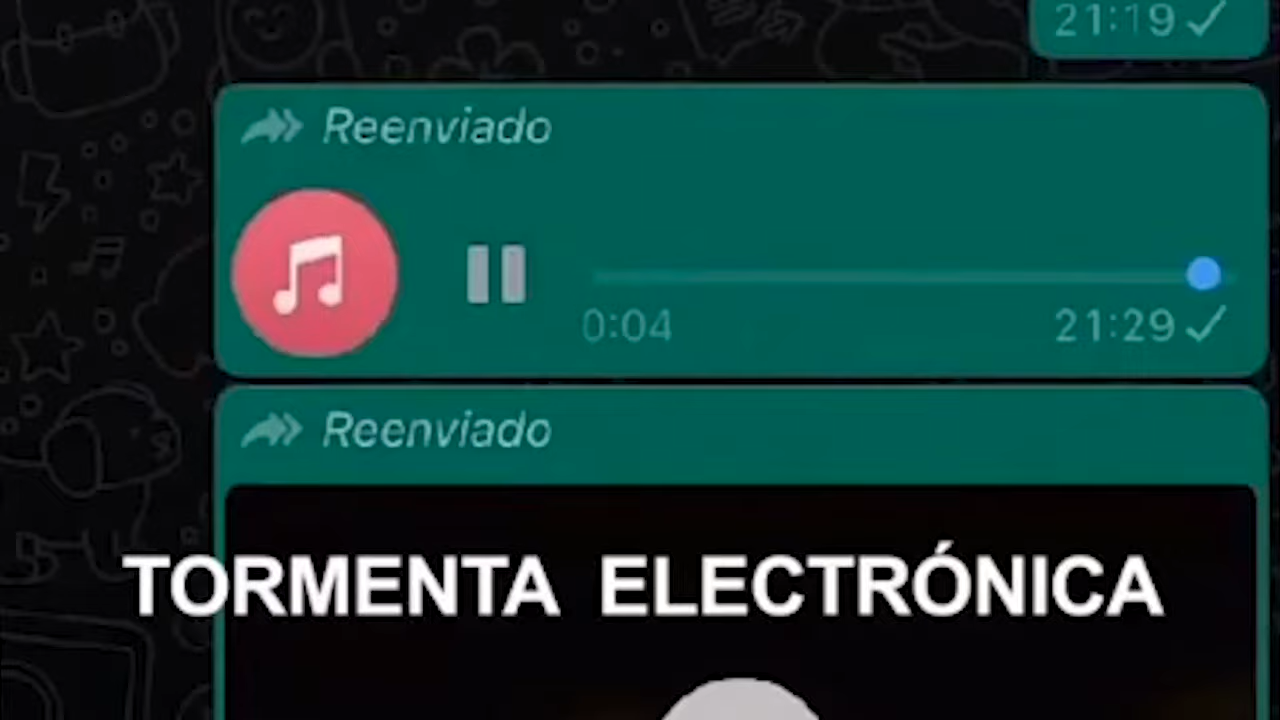 21:19
Reenviado
0:04
21:29
Reenviado
TORMENTA ELECTRÓNICA